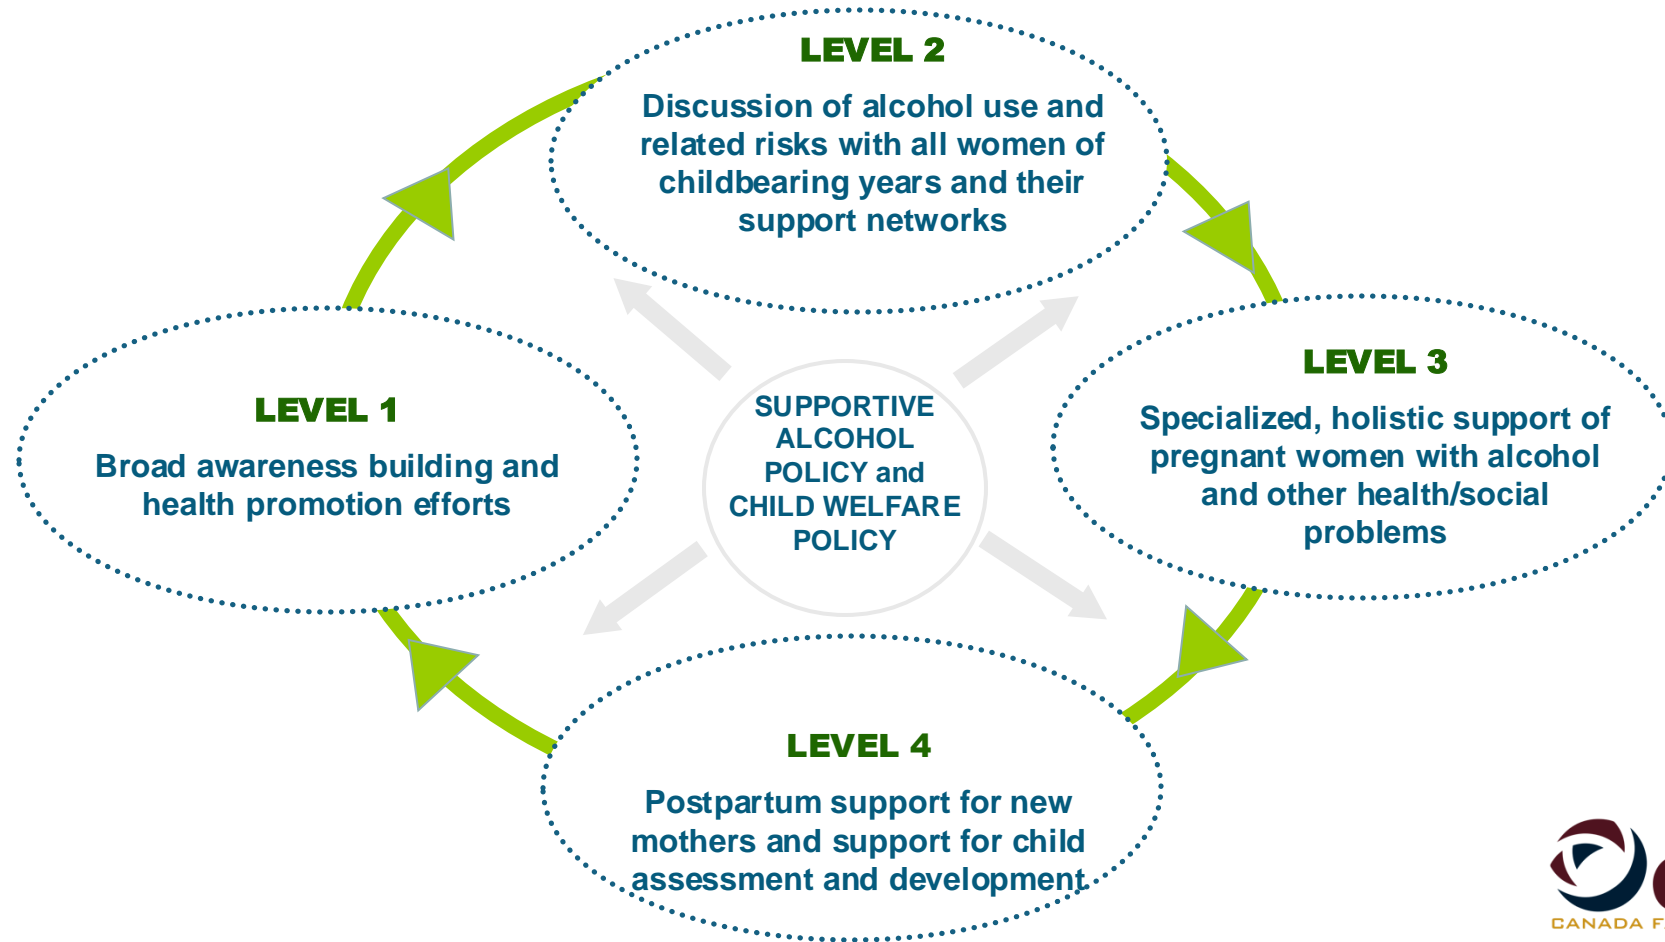 LEVEL 2
Discussion of alcohol use and
related risks with all women of
childbearing years and their
support networks
LEVEL 1
Broad awareness building and
health promotion efforts
SUPPORTIVE
ALCOHOL
POLICY and
CHILD WELFARE
POLICY
LEVEL 3
Specialized, holistic support of
pregnant women with alcohol
and other health/social
problems
LEVEL 4
Postpartum support for new
mothers and support for child
assessment and development
CANADA